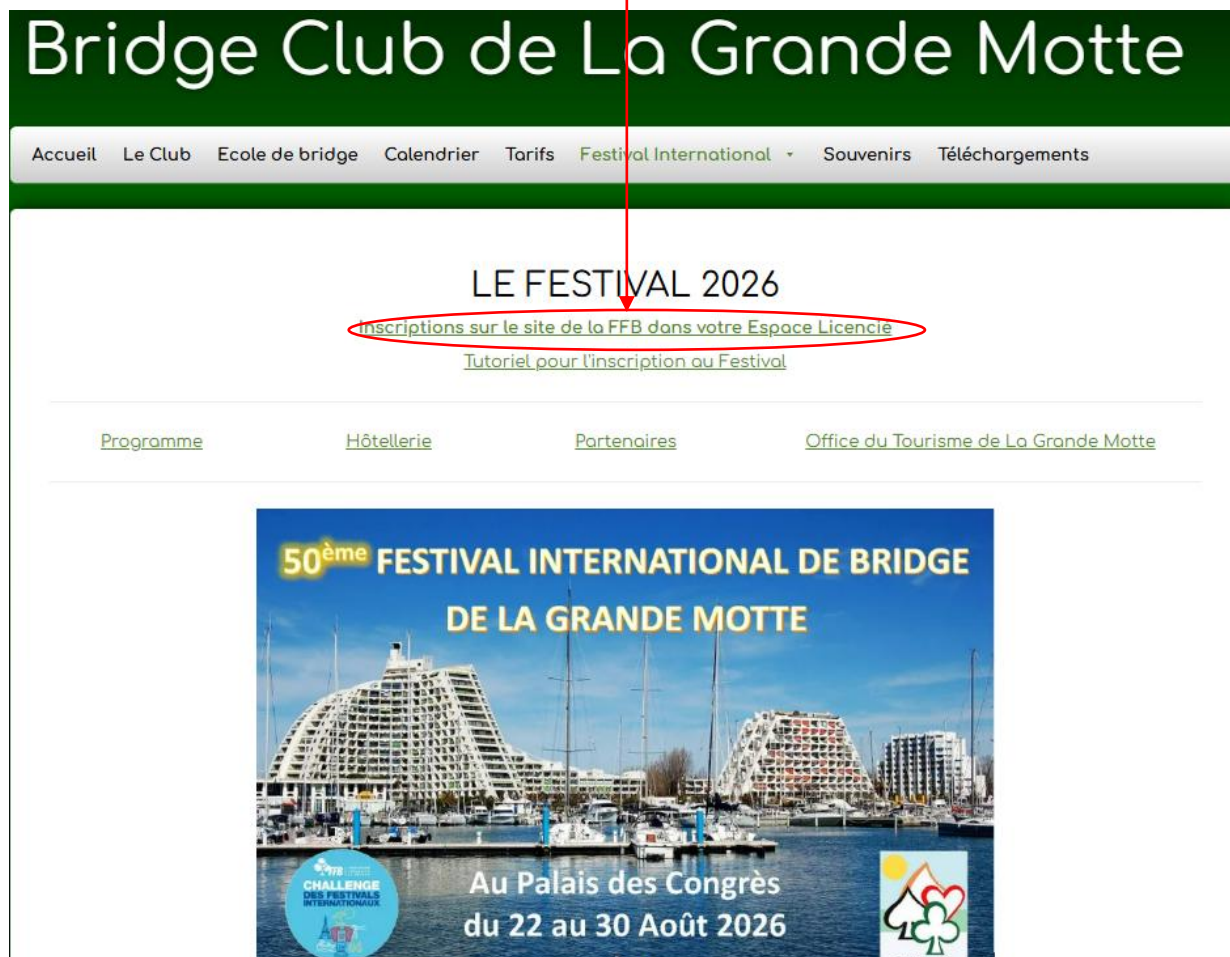 Bridge Club de La Grande Motte
Accueil Le Club Ecole de bridge Calendrier Tarifs Festival International Souvenirs Téléchargements
LE FESTIVAL 2026
Inscriptions sur le site de la FFB dans votre Espace Licencié
Tutoriel pour l'inscription au Festival
Programme Hôtellerie Partenaires Office du Tourisme de La Grande Motte
50ème FESTIVAL INTERNATIONAL DE BRIDGE
DE LA GRANDE MOTTE
FFB
CHALLENGE
DES FESTIVALS
INTERNATIONAUX
Au Palais des Congrès
du 22 au 30 Août 2026